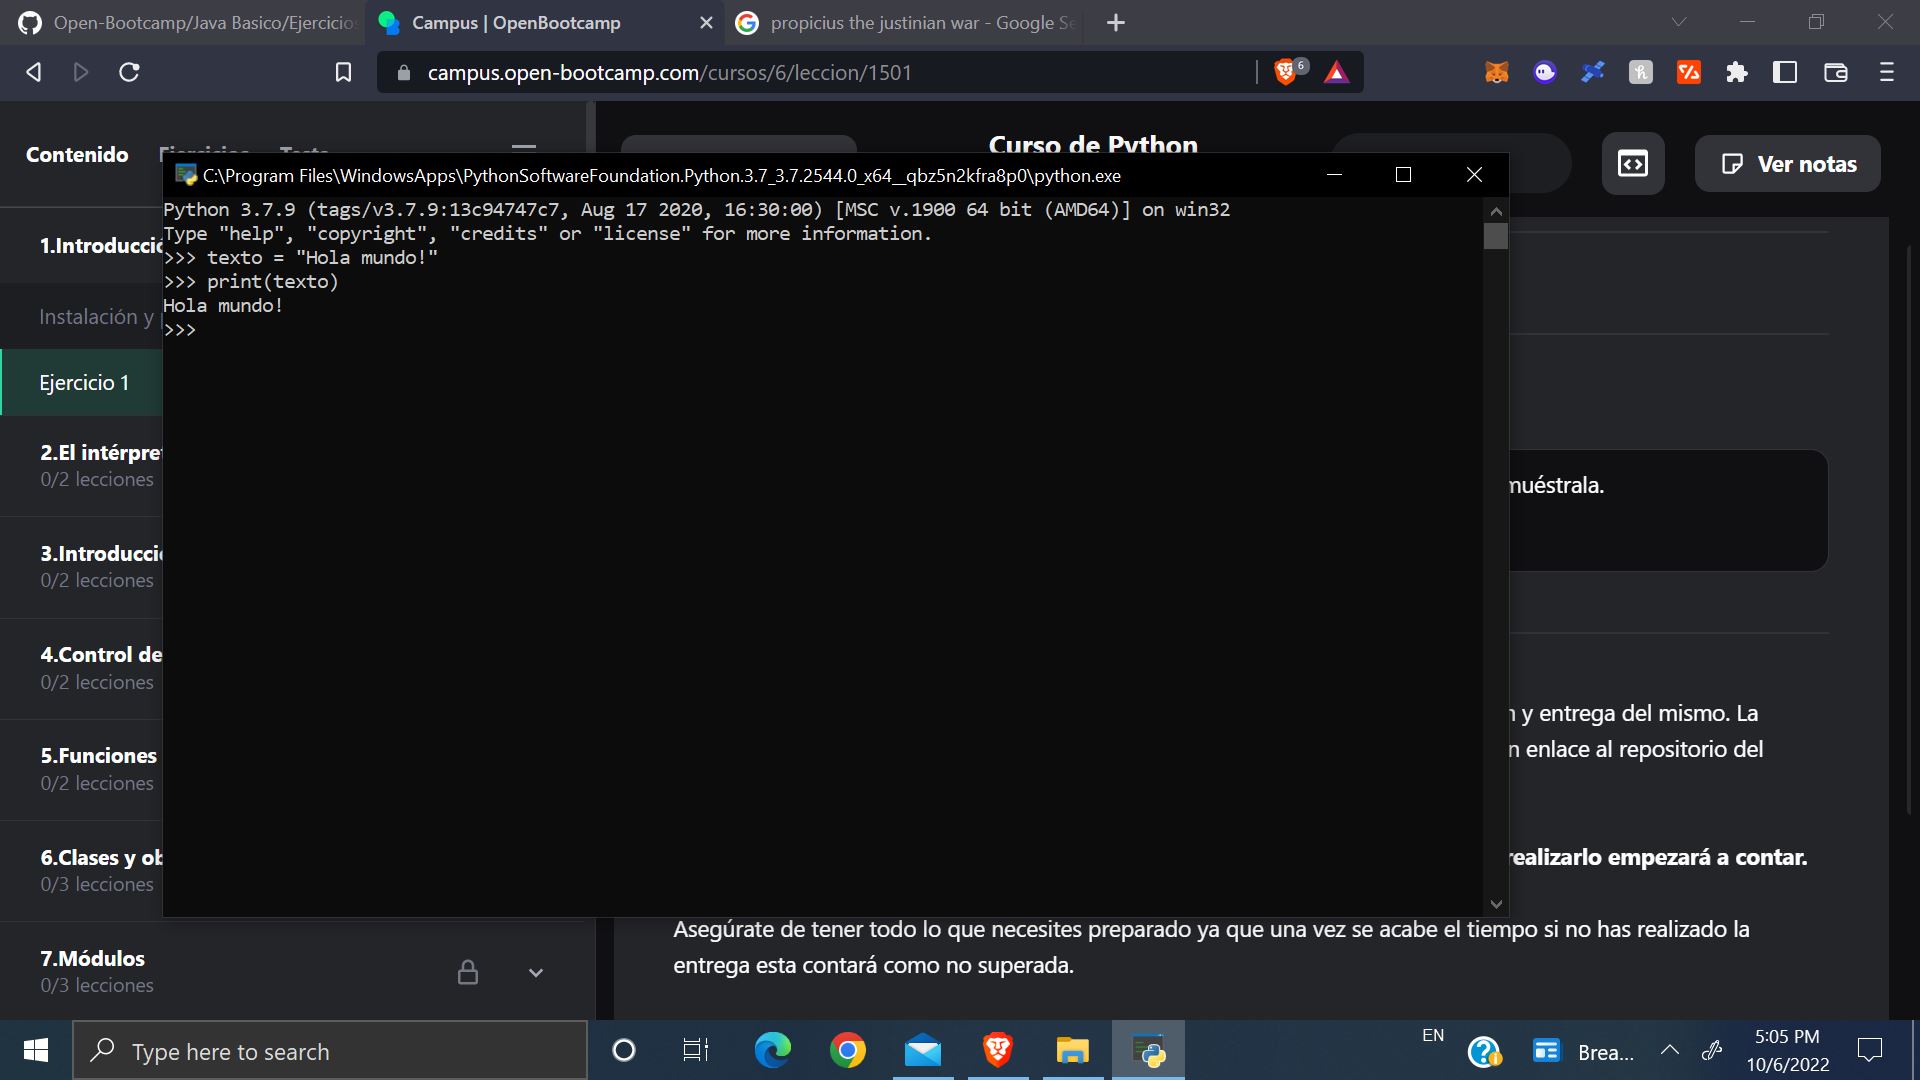 Open-Bootcamp/Java Basico/Ejercicio
Campus | OpenBootcamp
propicius the justinian war - Google Se
campus.open-bootcamp.com/cursos/6/leccion/1501
6
Contenido
Curso de Python
Ver notas
C:\Program Files\WindowsApps\PythonSoftwareFoundation.Python.3.7_3.7.2544.0_x64__qbz5n2kfra8p0\python.exe
Python 3.7.9 (tags/v3.7.9:13c94747c7, Aug 17 2020, 16:30:00) [MSC v.1900 64 bit (AMD64)] on win32
Type "help", "copyright", "credits" or "license" for more information.
>>> texto = "Hola mundo!"
>>> print(texto)
Hola mundo!
>>>
1.Introducció
Instalación y
Ejercicio 1
2.El intérpret
0/2 lecciones
3.Introducció
0/2 lecciones
4.Control de
0/2 lecciones
5.Funciones
0/2 lecciones
6.Clases y ob
0/3 lecciones
7.Módulos
0/3 lecciones
muéstrala.
n y entrega del mismo. La
n enlace al repositorio del
realizarlo empezará a contar.
Asegúrate de tener todo lo que necesites preparado ya que una vez se acabe el tiempo si no has realizado la
entrega esta contará como no superada.
Type here to search
EN
Brea...
5:05 PM
10/6/2022